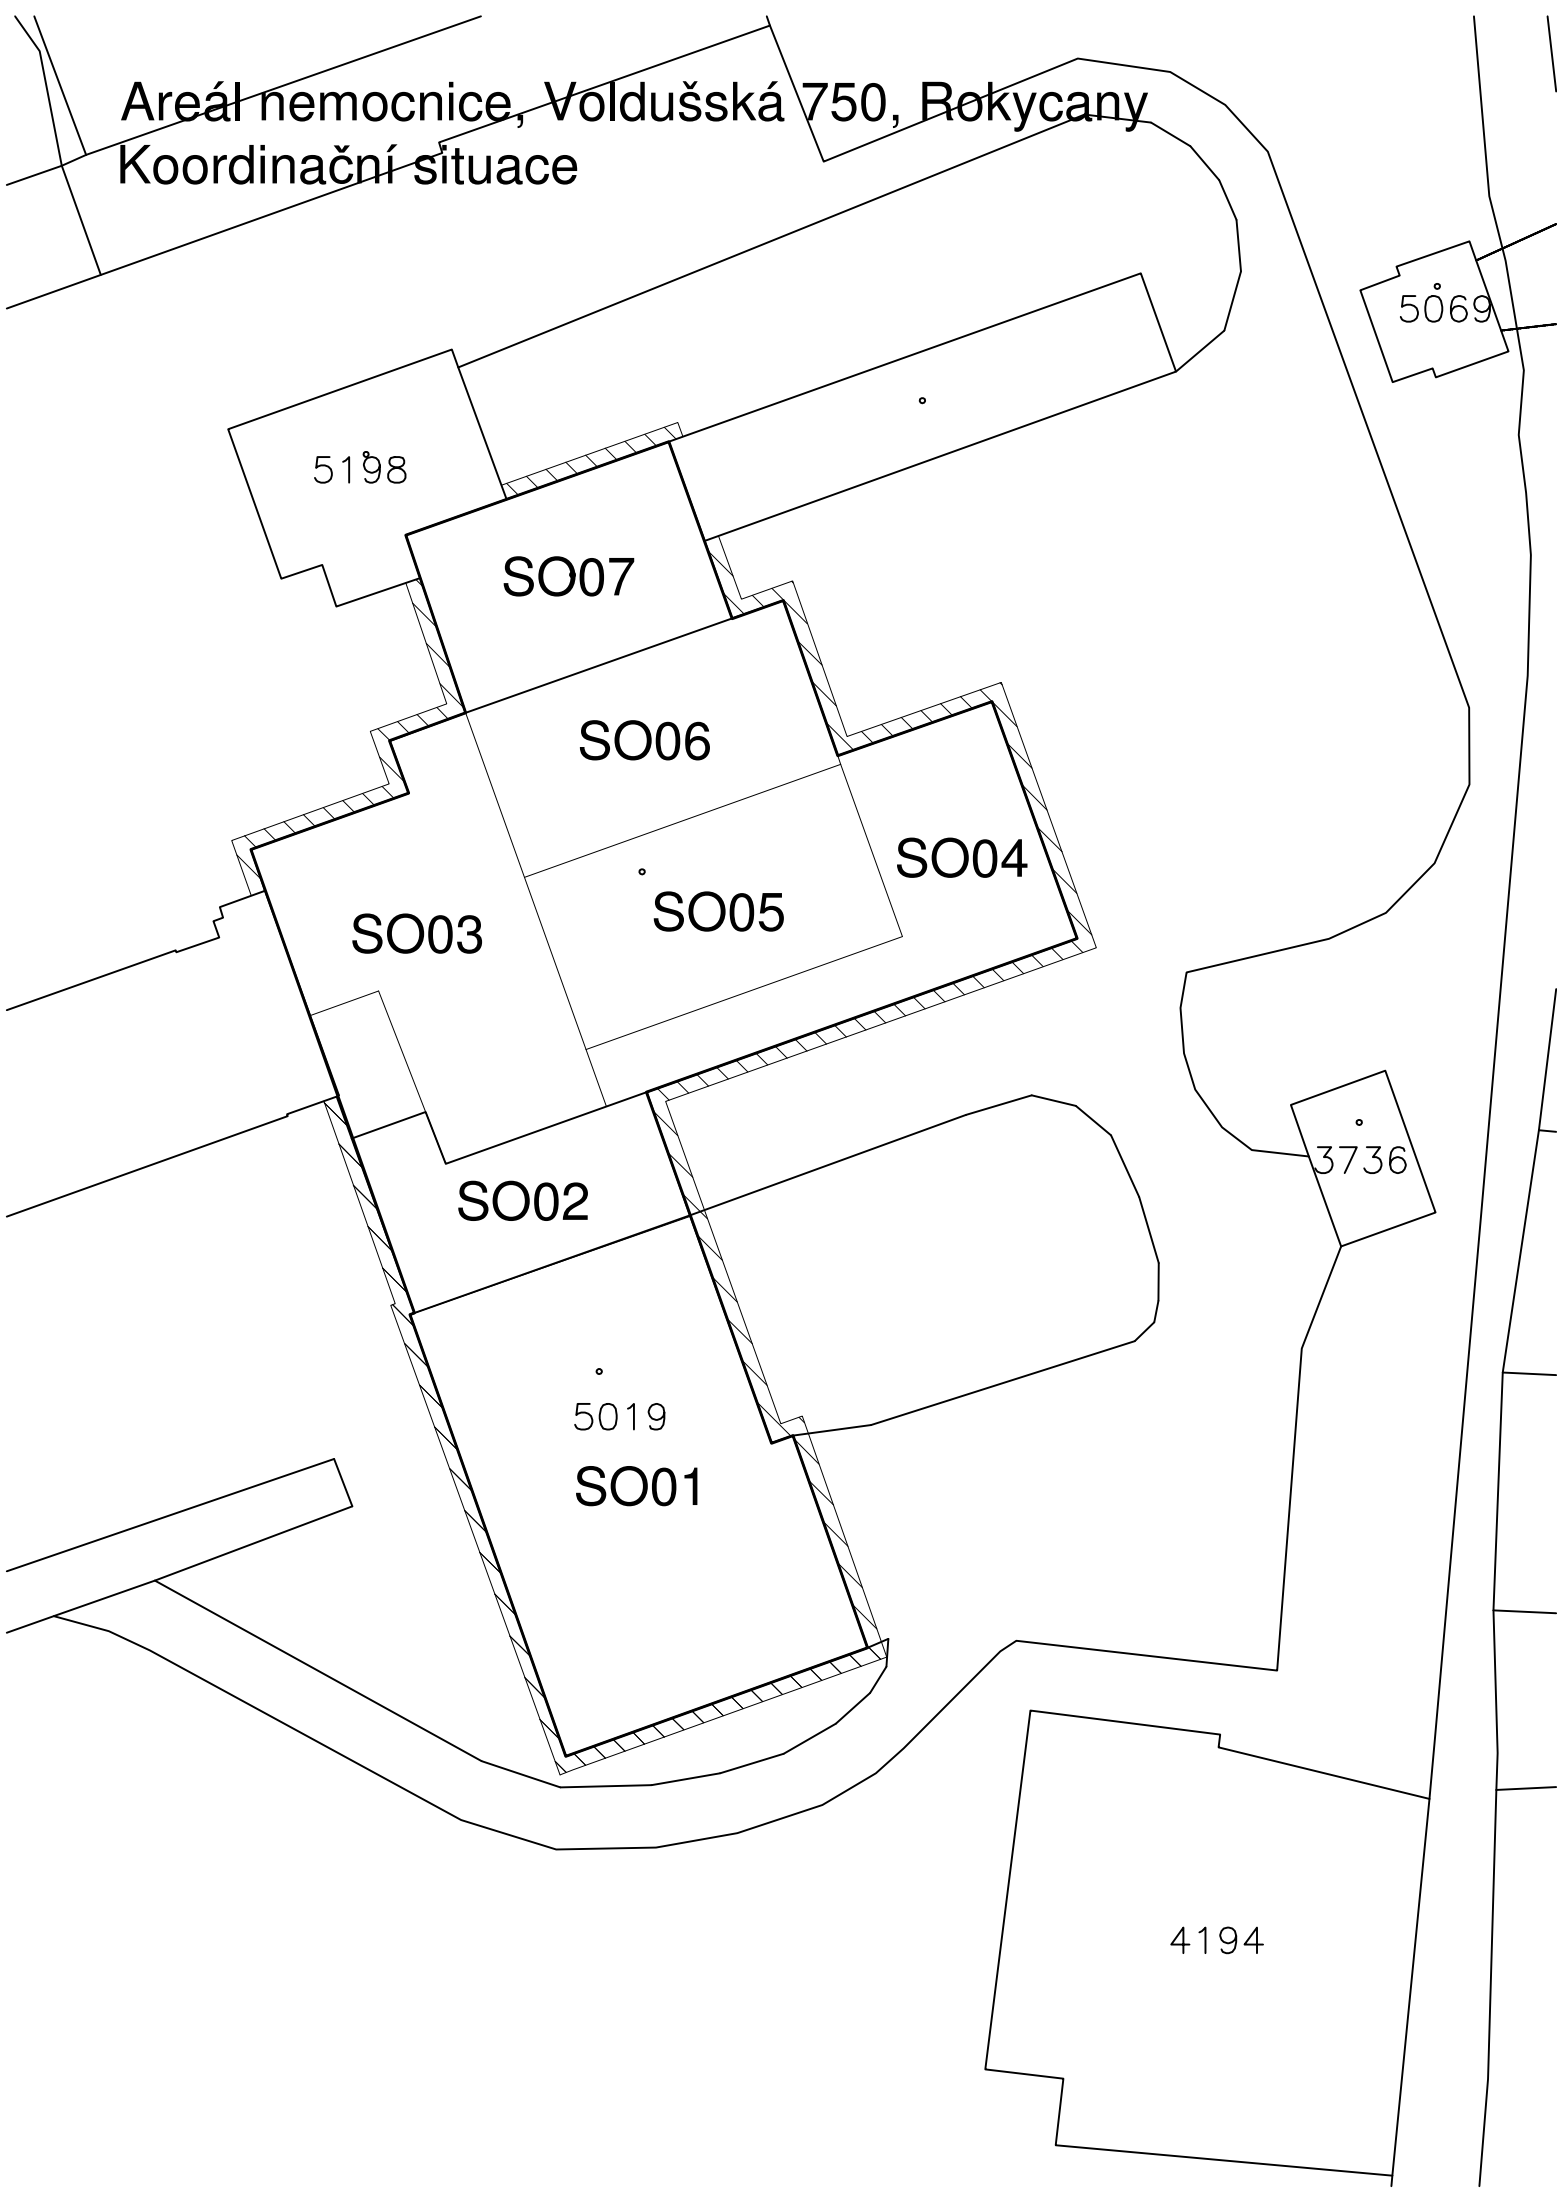 Areál nemocnice, Voldušská 750, Rokycany
Koordinační situace
5069
5198
SO07
SO06
SO04
SO05
SO03
3736
SO02
5019
SO01
4194